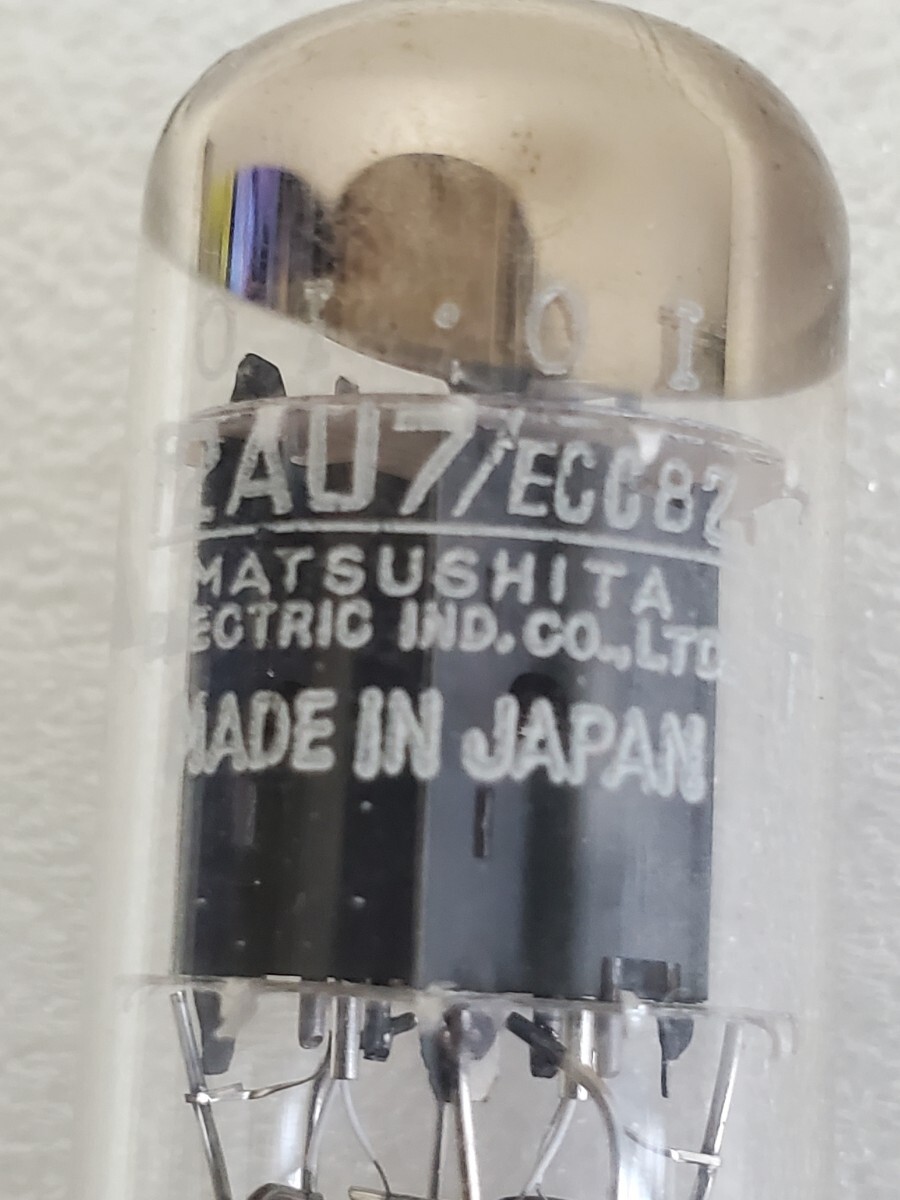 O I
2AU7/ECC82
MATSUSHITA
ECTRIC IND. CO., LTD
MADE IN JAPAN